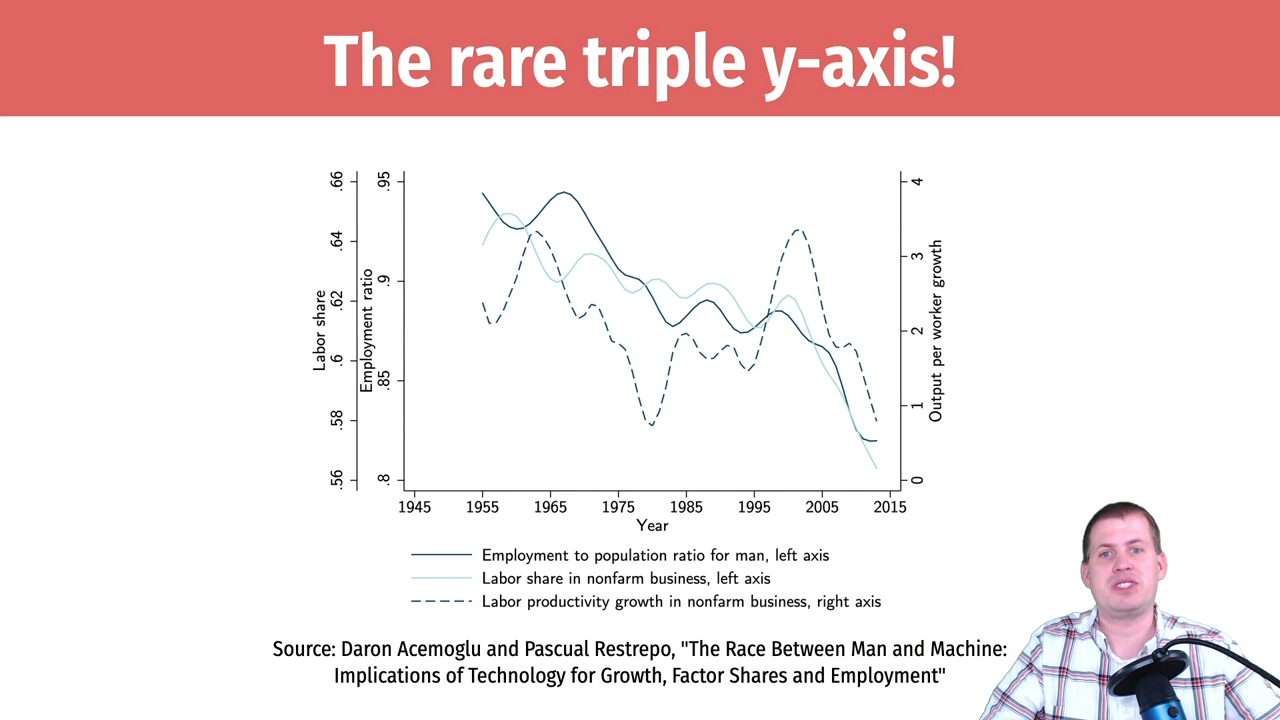 The rare triple y-axis!
Labor share
.66
.64
.62
.6
.58
.56
Employment ratio
.95
.9
.85
.8
4
3
2
1
0
Output per worker growth
1945 1955 1965 1975 1985 1995 2005 2015
Year
Employment to population ratio for man, left axis
Labor share in nonfarm business, left axis
Labor productivity growth in nonfarm business, right axis
Source: Daron Acemoglu and Pascual Restrepo, "The Race Between Man and Machine:
Implications of Technology for Growth, Factor Shares and Employment"